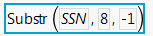 Substr (SSN, 8, -1)